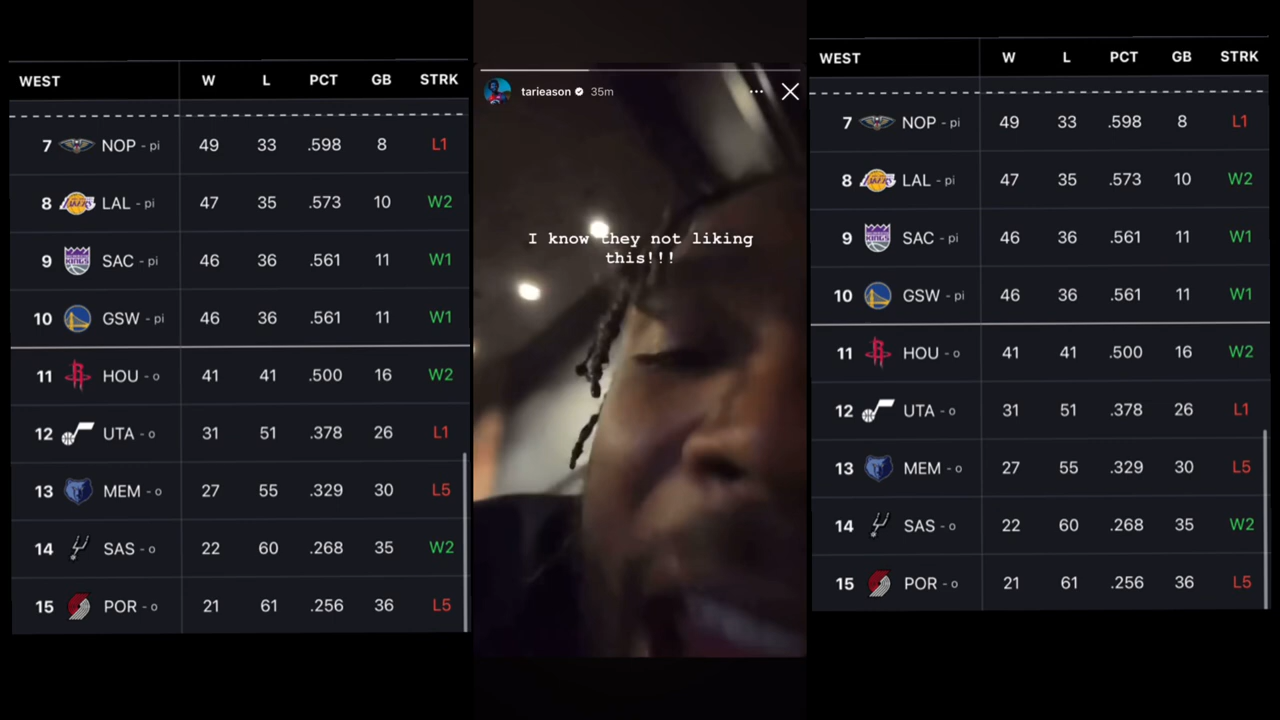 WEST W L PCT GB STRK
7 NOP - pi 49 33 .598 8 L1
8 LAL - pi 47 35 .573 10 W2
9 SAC - pi 46 36 .561 11 W1
10 GSW - pi 46 36 .561 11 W1
11 HOU - o 41 41 .500 16 W2
12 UTA - o 31 51 .378 26 L1
13 MEM - o 27 55 .329 30 L5
14 SAS - o 22 60 .268 35 W2
15 POR - o 21 61 .256 36 L5
tarieason 35m
I know they not liking
this!!!
WEST W L PCT GB STRK
7 NOP - pi 49 33 .598 8 L1
8 LAL - pi 47 35 .573 10 W2
9 SAC - pi 46 36 .561 11 W1
10 GSW - pi 46 36 .561 11 W1
11 HOU - o 41 41 .500 16 W2
12 UTA - o 31 51 .378 26 L1
13 MEM - o 27 55 .329 30 L5
14 SAS - o 22 60 .268 35 W2
15 POR - o 21 61 .256 36 L5